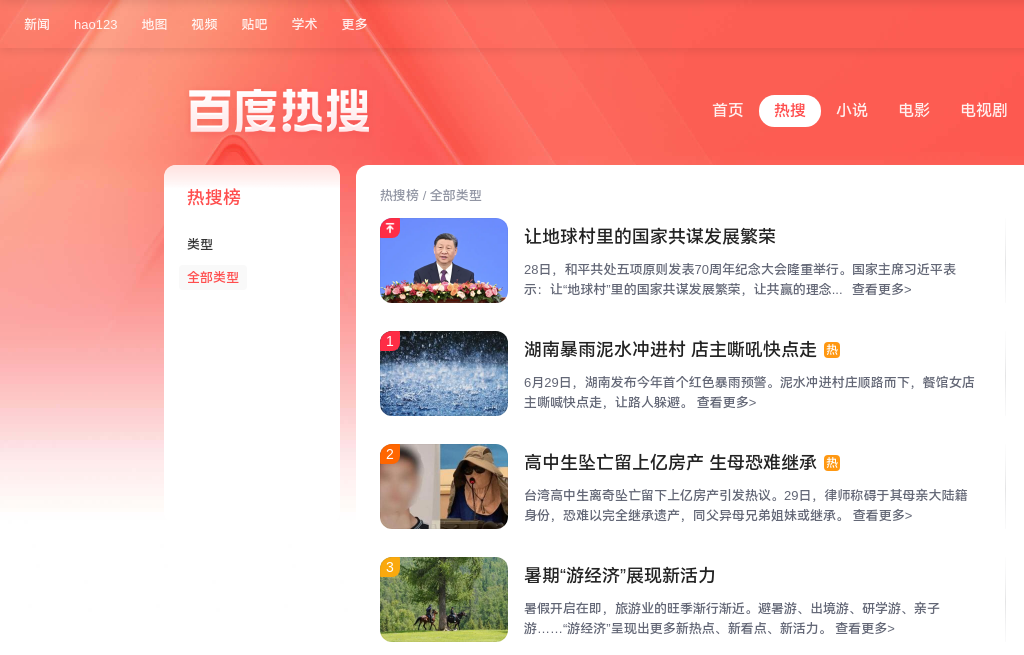 新闻 hao123 地图 视频 贴吧 学术 更多
百度热搜
首页 热搜 小说 电影 电视剧
热搜榜
类型
全部类型
热搜榜 / 全部类型
让地球村里的国家共谋发展繁荣
28日，和平共处五项原则发表70周年纪念大会隆重举行。国家主席习近平表
示：让“地球村”里的国家共谋发展繁荣，让共赢的理念... 查看更多>
1
湖南暴雨泥水冲进村 店主嘶吼快点走 热
6月29日，湖南发布今年首个红色暴雨预警。泥水冲进村庄顺路而下，餐馆女店
主嘶喊快点走，让路人躲避。 查看更多>
2
高中生坠亡留上亿房产 生母恐难继承 热
台湾高中生离奇坠亡留下上亿房产引发热议。29日，律师称碍于其母亲大陆籍
身份，恐难以完全继承遗产，同父异母兄弟姐妹或继承。 查看更多>
3
暑期“游经济”展现新活力
暑假开启在即，旅游业的旺季渐行渐近。避暑游、出境游、研学游、亲子
游……“游经济”呈现出更多新热点、新看点、新活力。 查看更多>